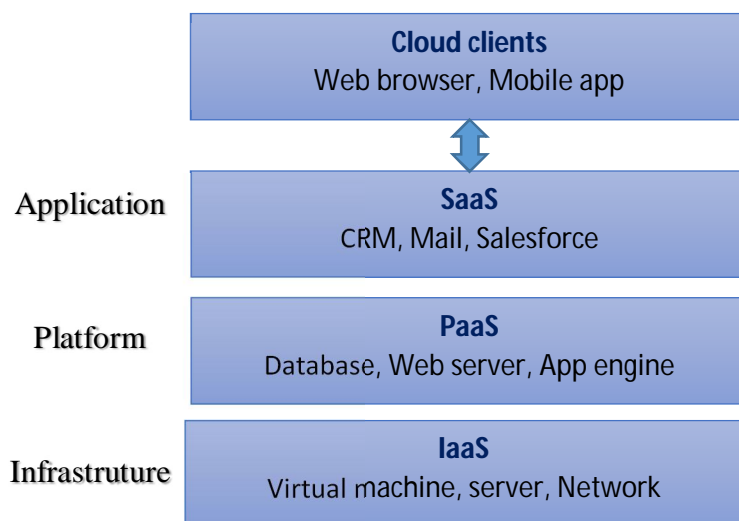 Cloud clients
Web browser, Mobile app
Application
SaaS
CRM, Mail, Salesforce
Platform
PaaS
Database, Web server, App engine
Infrastruture
IaaS
Virtual machine, server, Network